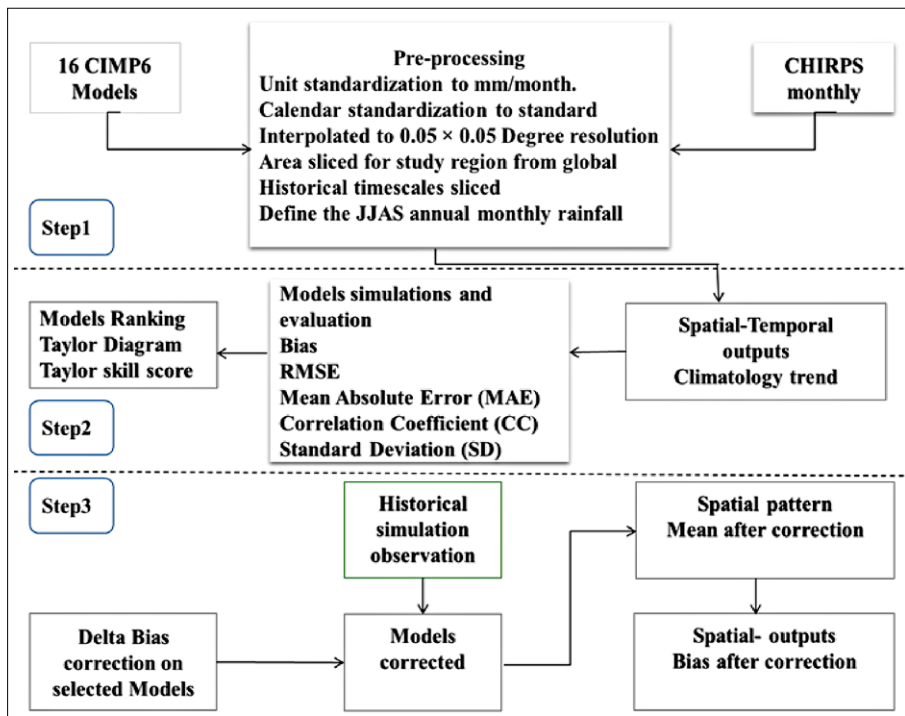 16 CIMP6
Models
Pre-processing
Unit standardization to mm/month.
Calendar standardization to standard
Interpolated to 0.05 × 0.05 Degree resolution
Area sliced for study region from global
Historical timescales sliced
Define the JJAS annual monthly rainfall
CHIRPS
monthly
Step1
Models Ranking
Taylor Diagram
Taylor skill score
Models simulations and
evaluation
Bias
RMSE
Mean Absolute Error (MAE)
Correlation Coefficient (CC)
Standard Deviation (SD)
Spatial-Temporal
outputs
Climatology trend
Step2
Step3
Historical
simulation
observation
Spatial pattern
Mean after correction
Delta Bias
correction on
selected Models
Models
corrected
Spatial- outputs
Bias after correction